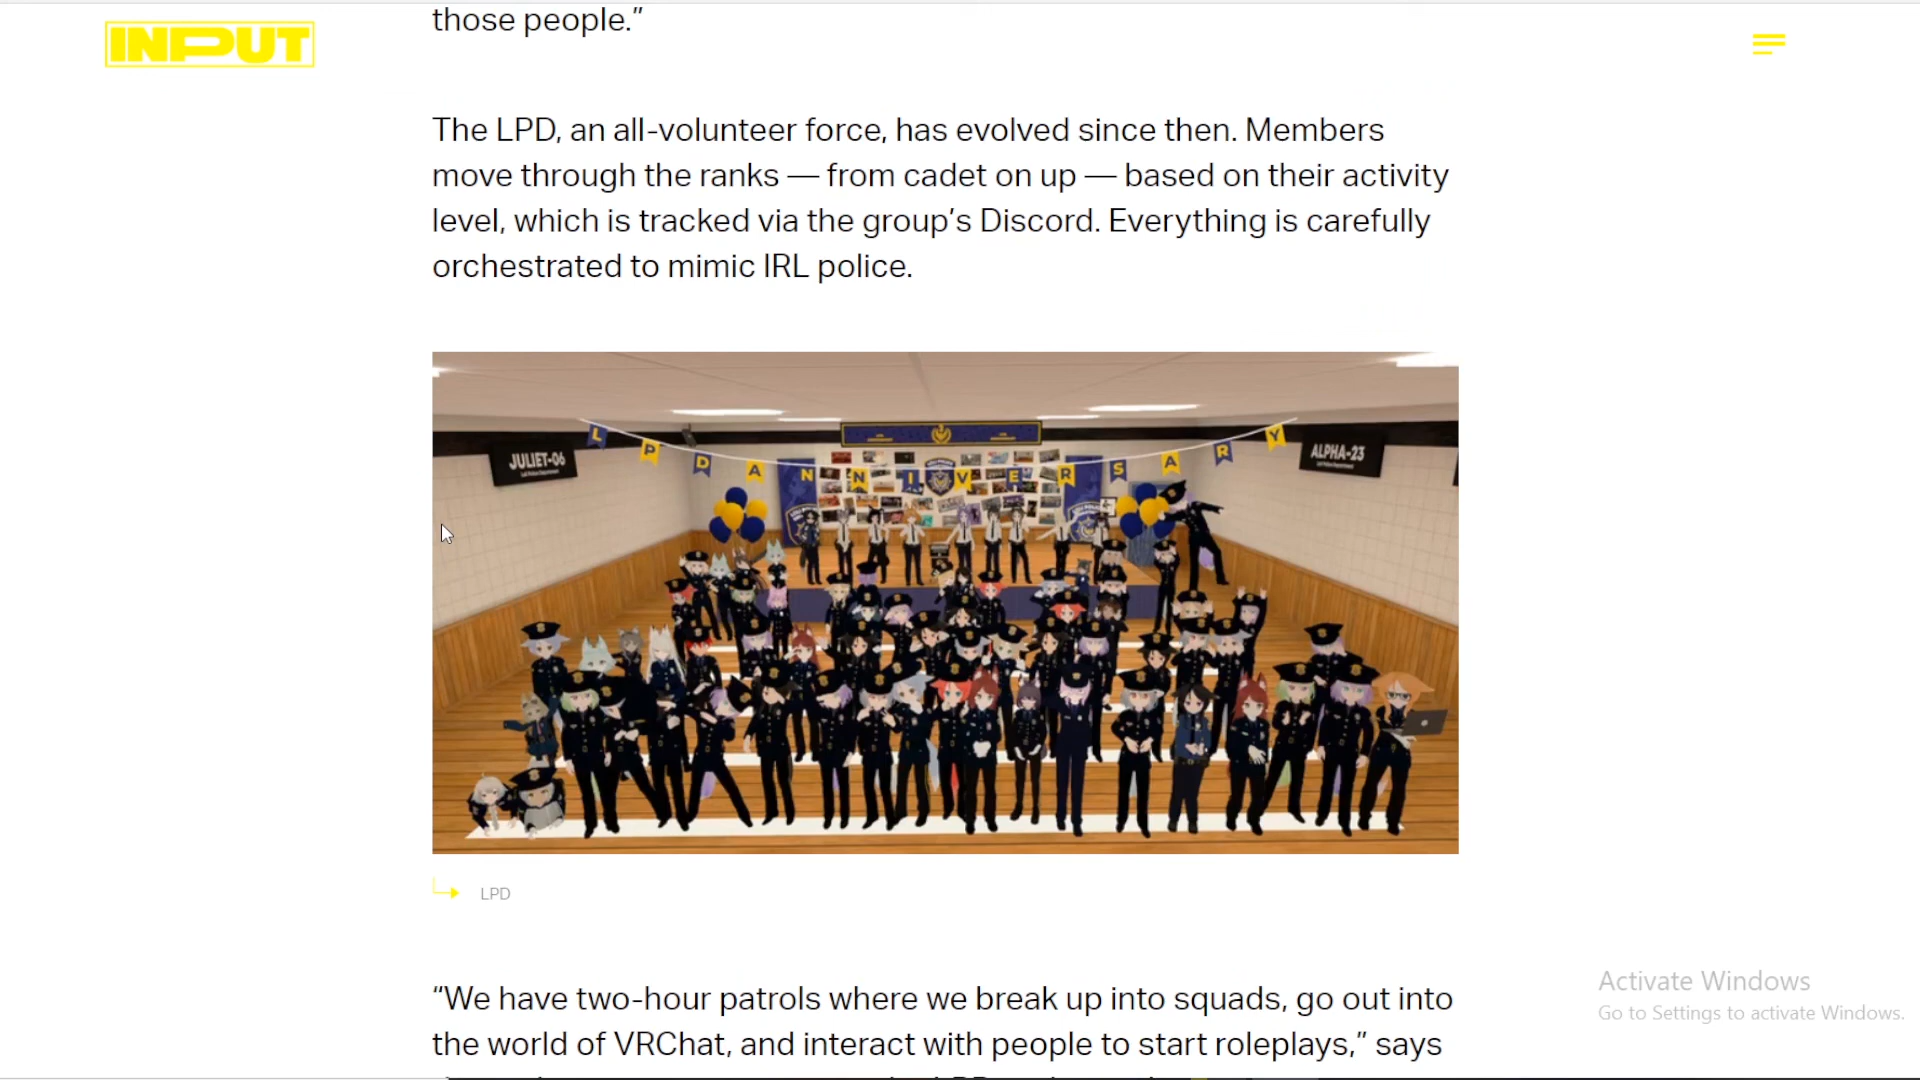 those people.”
INPUT
The LPD, an all-volunteer force, has evolved since then. Members
move through the ranks — from cadet on up — based on their activity
level, which is tracked via the group’s Discord. Everything is carefully
orchestrated to mimic IRL police.
LPD ANNIVERSARY
JULIET-06
ALPHA-23
LPD
“We have two-hour patrols where we break up into squads, go out into
the world of VRChat, and interact with people to start roleplays,” says
Activate Windows
Go to Settings to activate Windows.